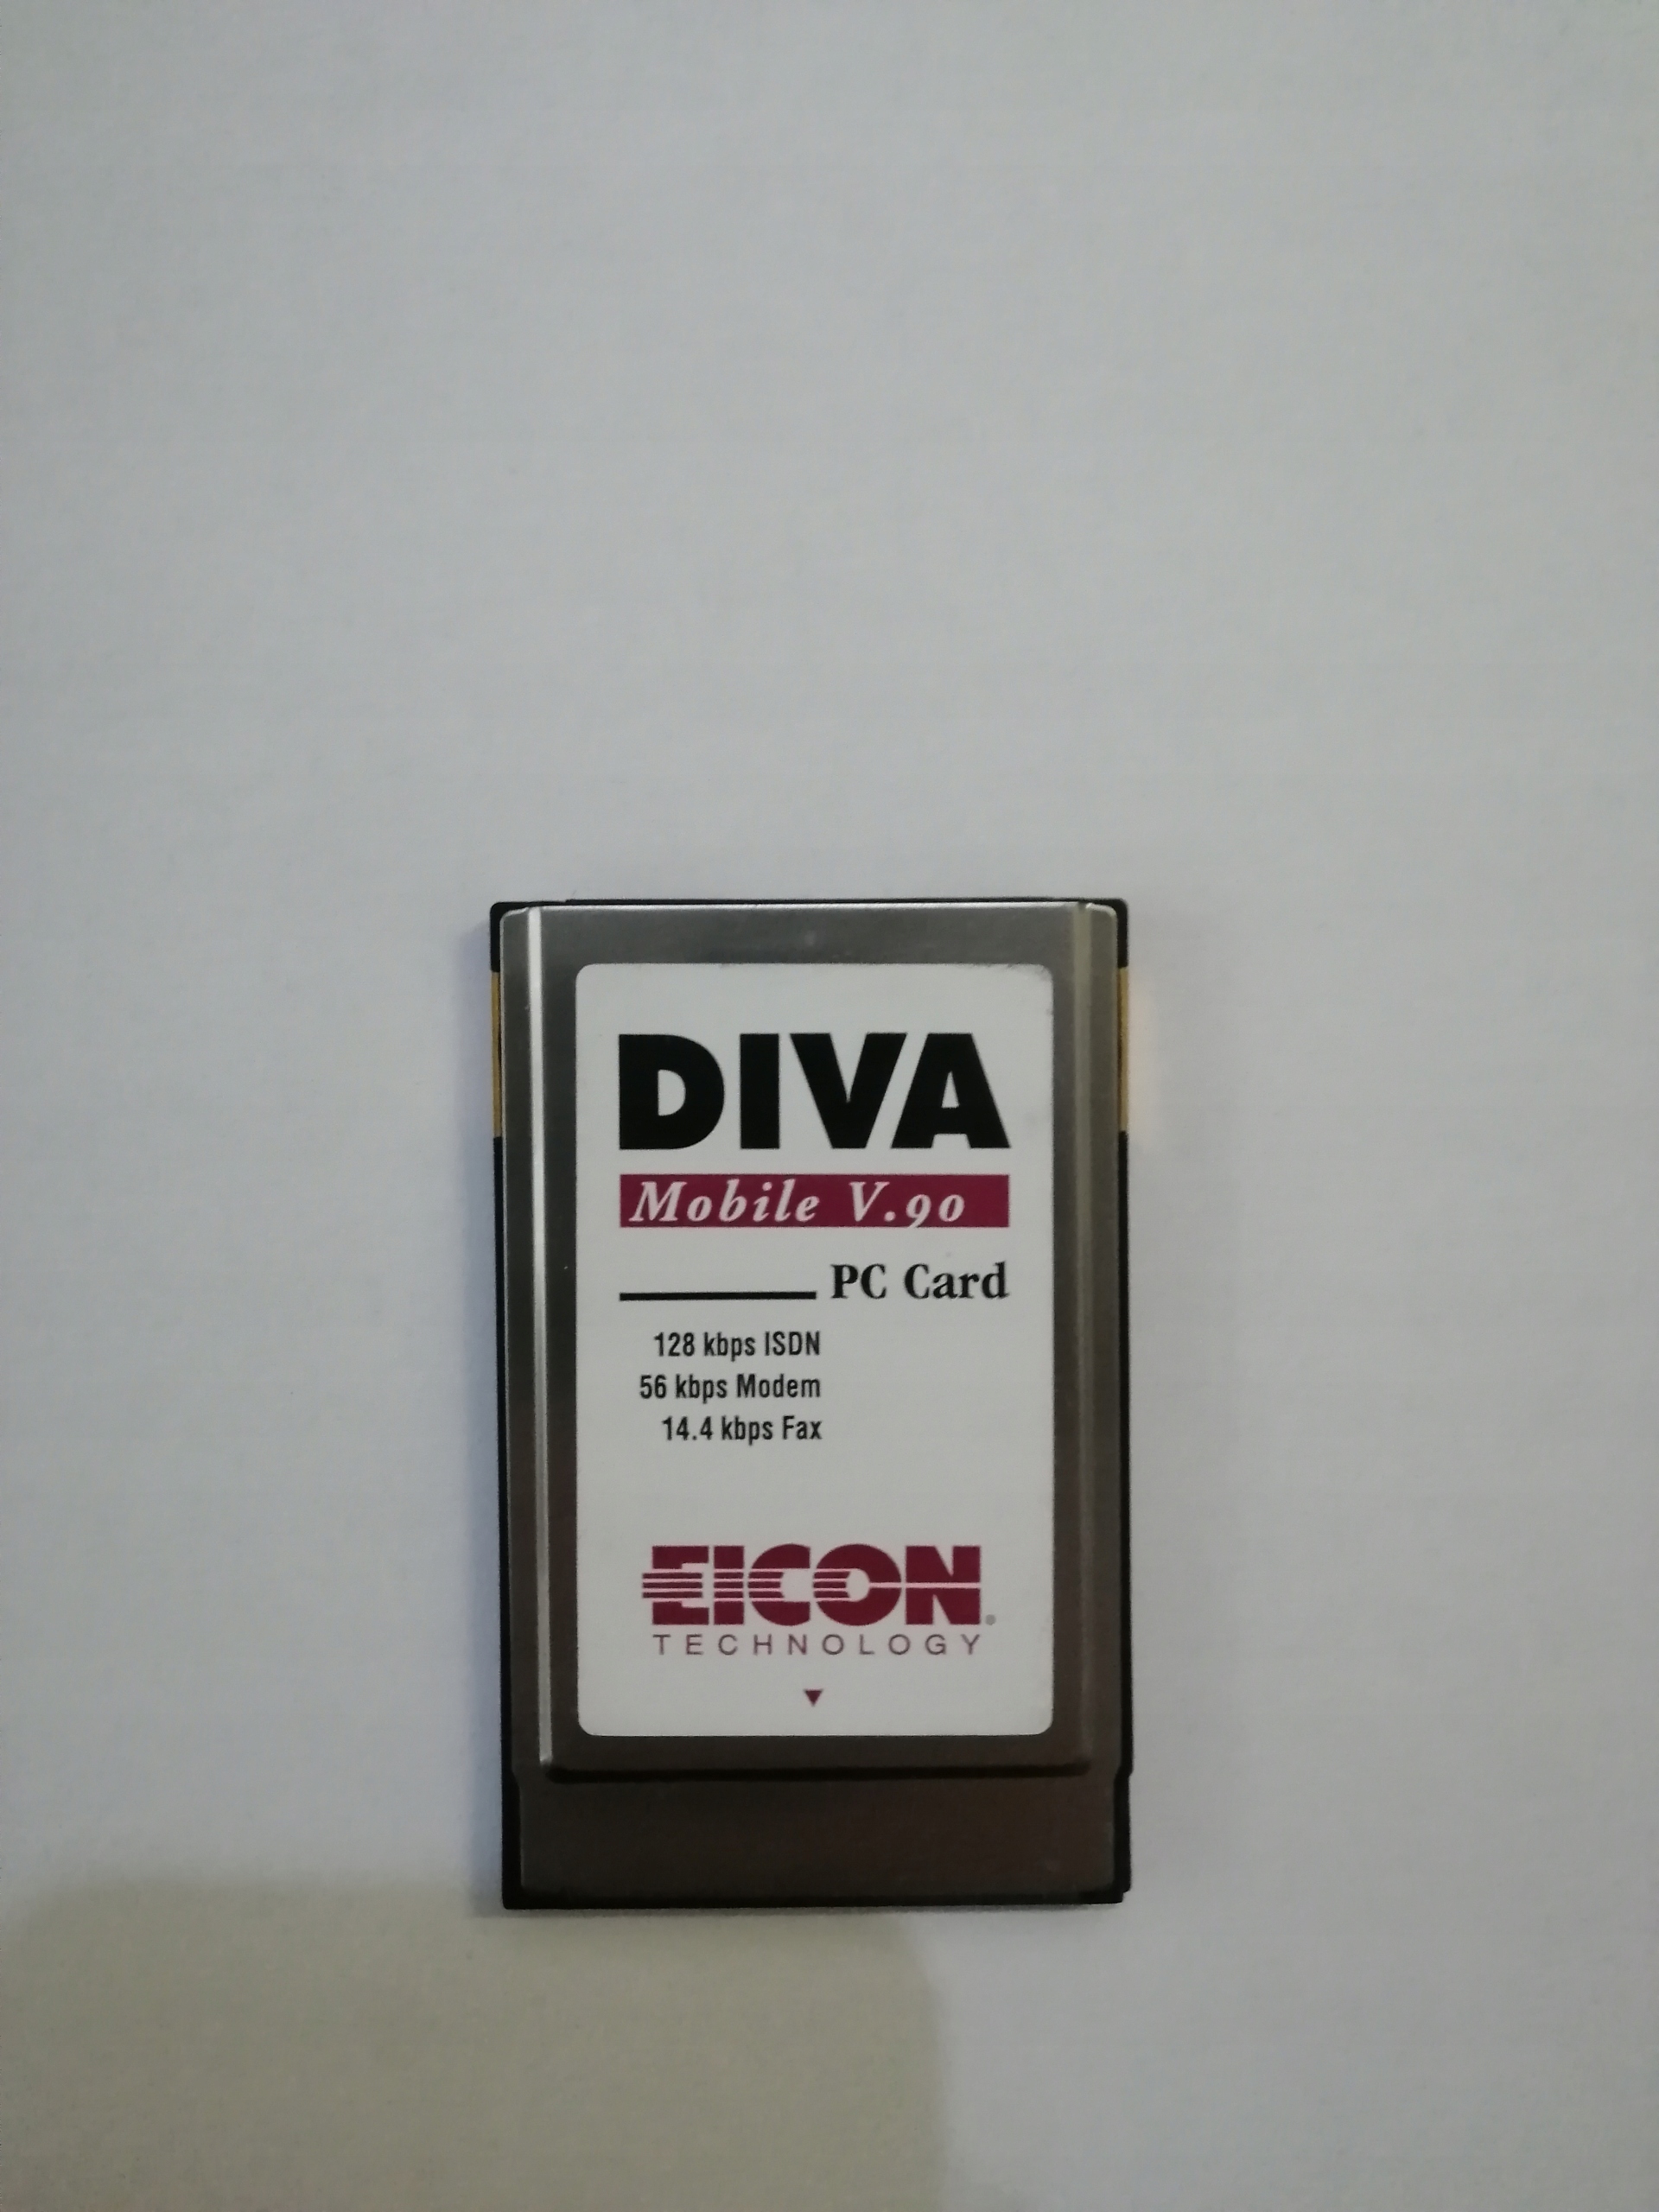 DIVA
Mobile V.90
PC Card
128 kbps ISDN
56 kbps Modem
14.4 kbps Fax
EICON®
TECHNOLOGY